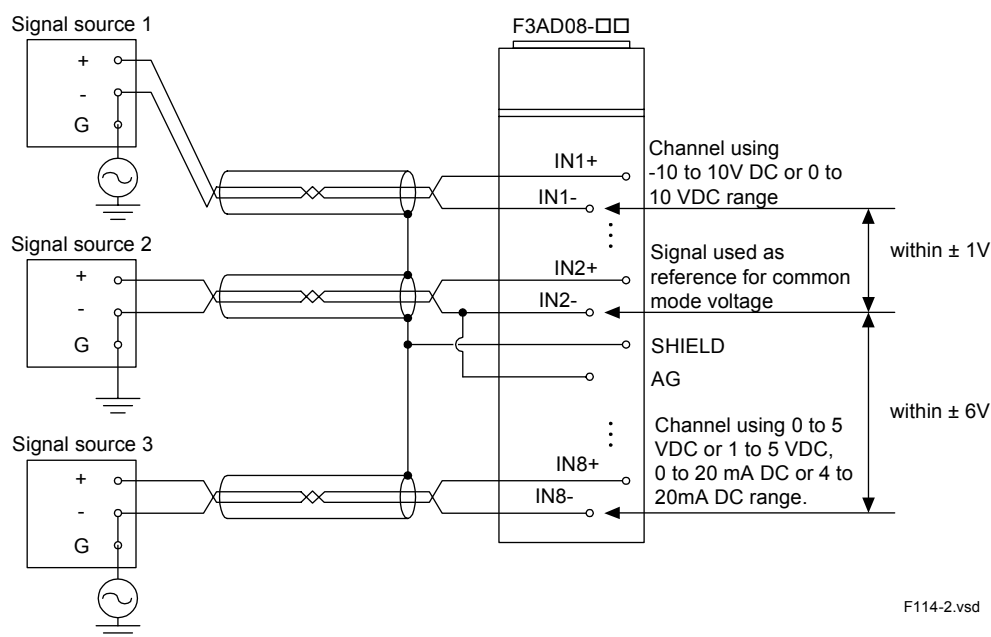 Signal source 1
+
-
G
Signal source 2
+
-
G
Signal source 3
+
-
G
F3AD08-□□
IN1+
IN1-
IN2+
IN2-
SHIELD
AG
IN8+
IN8-
Channel using
-10 to 10V DC or 0 to
10 VDC range
Signal used as
reference for common
mode voltage
Channel using 0 to 5
VDC or 1 to 5 VDC,
0 to 20 mA DC or 4 to
20mA DC range.
within ± 1V
within ± 6V
F114-2.vsd